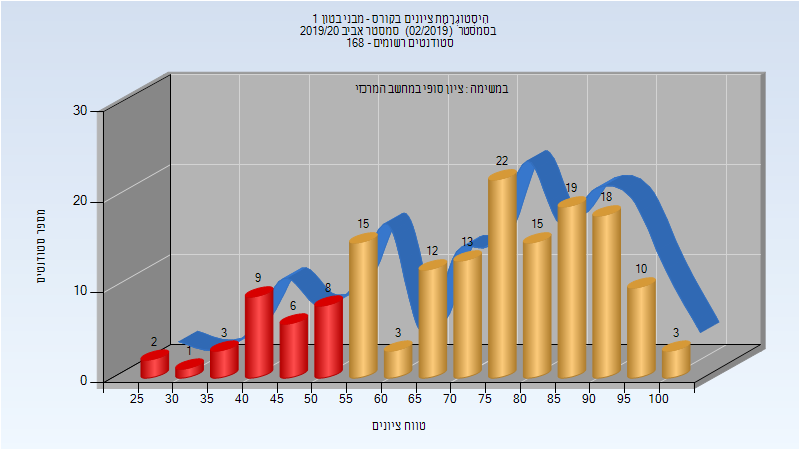 היסטוגרמת ציונים בקורס - מבני בטון 1
בסמסטר (02/2019) סמסטר אביב 2019/20
סטודנטים רשומים - 168
במשימה : ציון סופי במחשב המרכזי
מספר סטודנטים
30
20
10
0
2
1
3
9
6
8
15
3
12
13
22
15
19
18
10
3
25 30 35 40 45 50 55 60 65 70 75 80 85 90 95 100
טווח ציונים